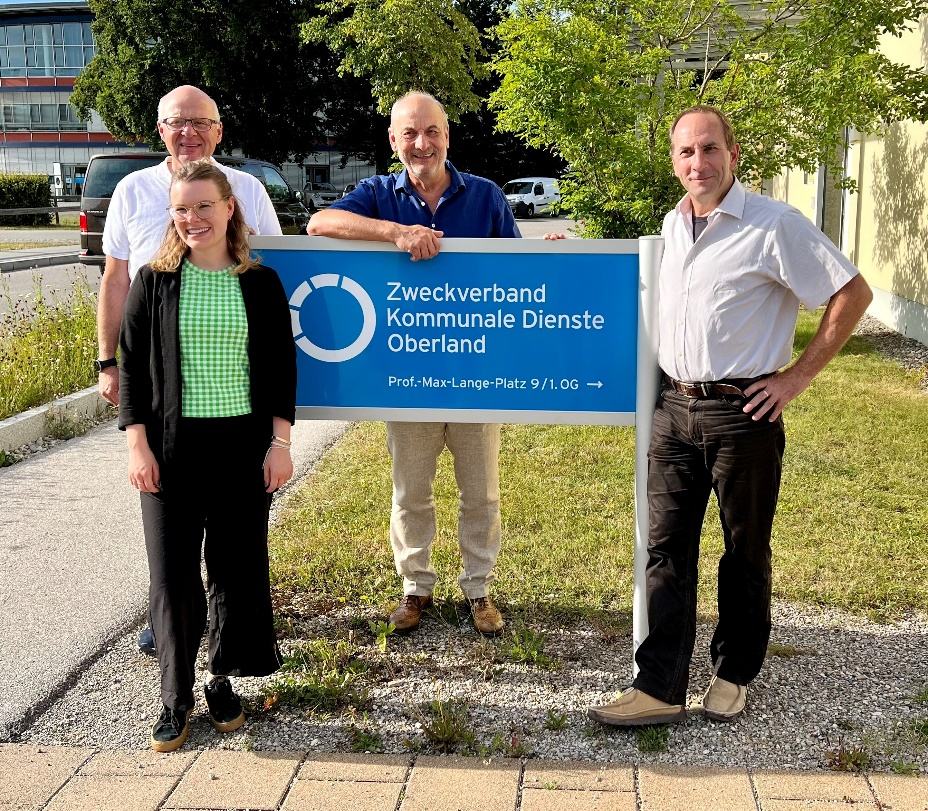 Zweckverband
Kommunale Dienste
Oberland
Prof.-Max-Lange-Platz 9/1.OG →